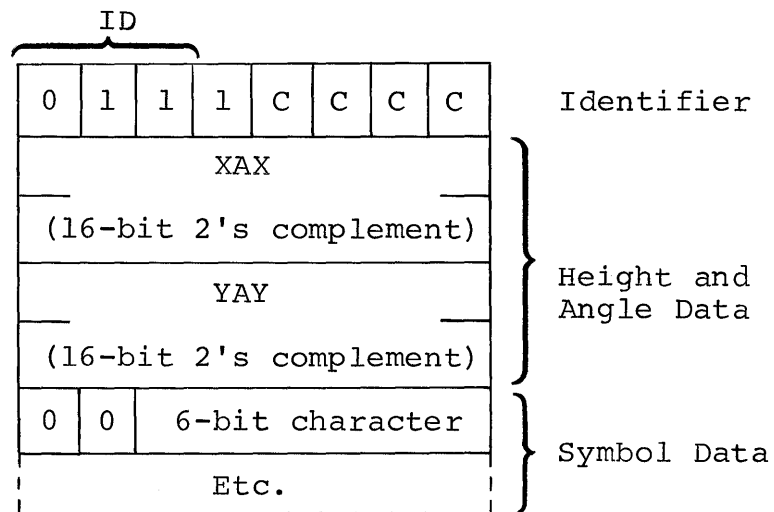 ID
0 1 1 1 C C C C Identifier
XAX
(16-bit 2's complement)
YAY
(16-bit 2's complement)
Height and
Angle Data
0 0 6-bit character
Symbol Data
Etc.